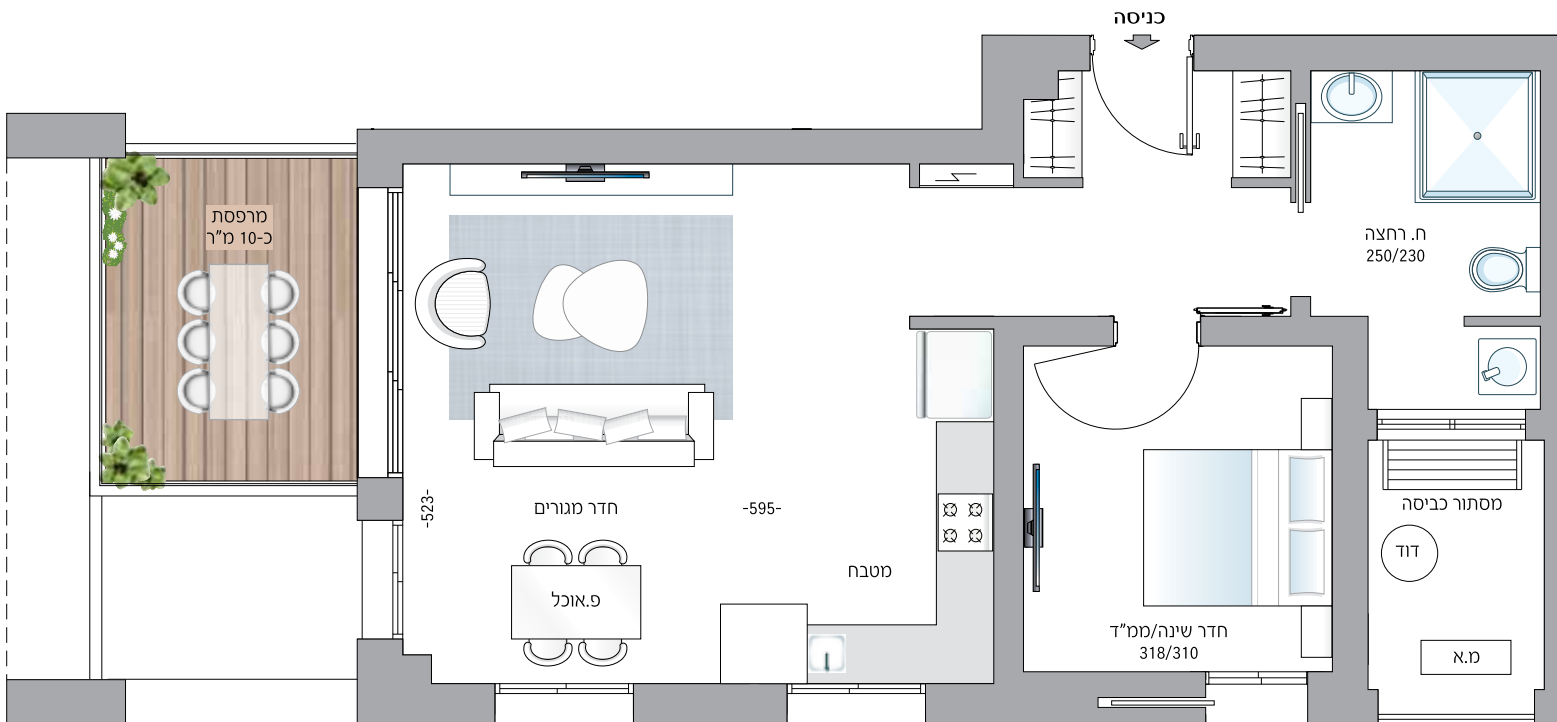 כניסה
מרפסת
כ-10 מ"ר
ח. רחצה
250/230
חדר מגורים
-523-
-595-
מסתור כביסה
דוד
מטבח
פ.אוכל
חדר שינה/ממ"ד
318/310
מ.א